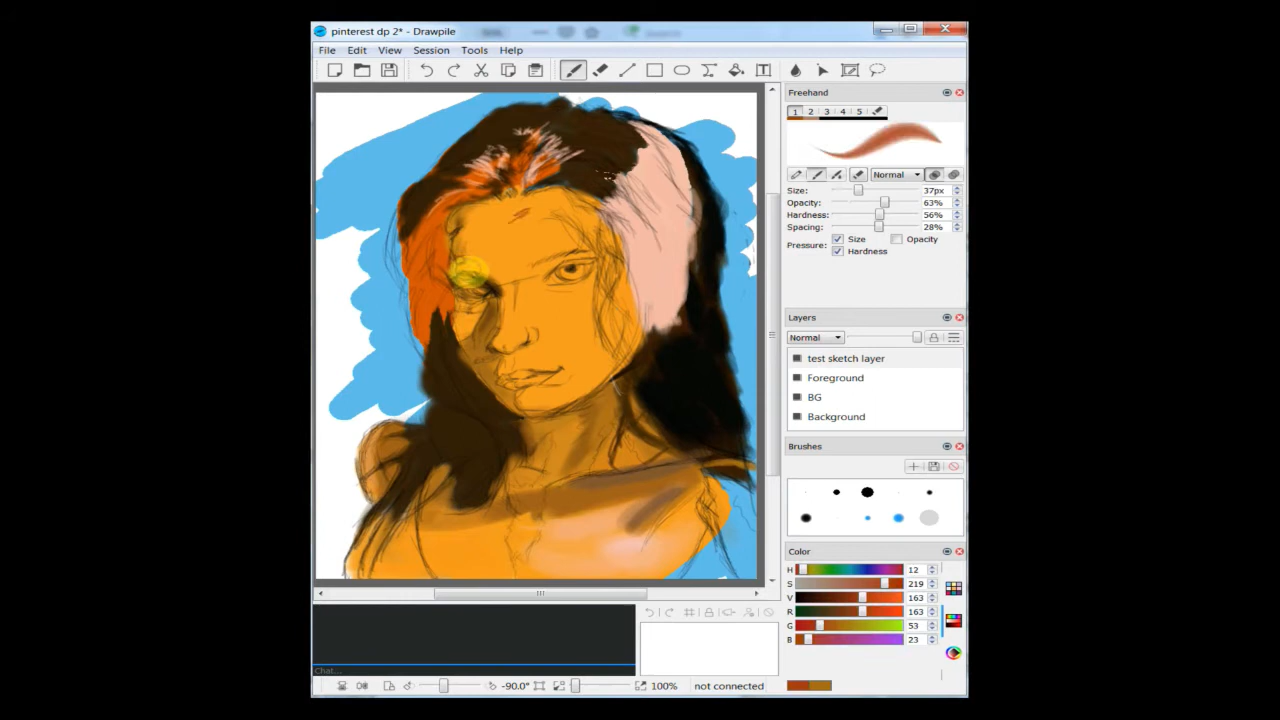 pinterest dp 2* - Drawpile
File Edit View Session Tools Help
Freehand
1 2 3 4 5
Normal
Size: 37px
Opacity: 63%
Hardness: 56%
Spacing: 28%
Pressure: Size Opacity
Hardness
Layers
Normal
test sketch layer
Foreground
BG
Background
Brushes
Color
H 12
S 219
V 163
R 163
G 53
B 23
Chat...
-90.0° 100% not connected